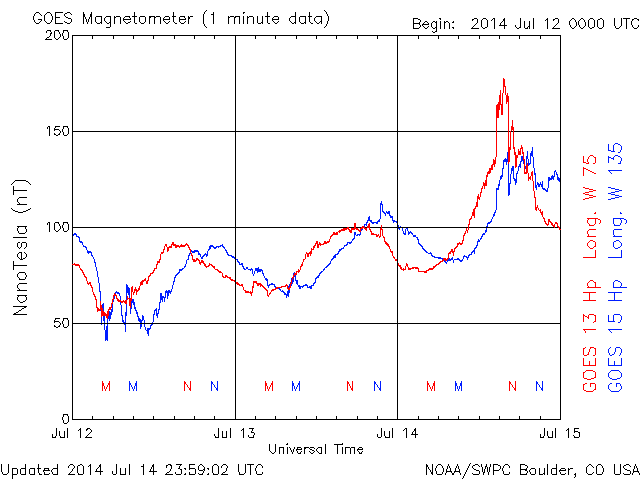 GOES Magnetometer (1 minute data)
Begin: 2014 Jul 12 0000 UTC
200
150
100
50
0
NanoTesla (nT)
M M N N M M N N M M N N
Jul 12 Jul 13 Jul 14 Jul 15
Universal Time
GOES 13 Hp Long. W 75
GOES 15 Hp Long. W 135
Updated 2014 Jul 14 23:59:02 UTC
NOAA/SWPC Boulder, CO USA